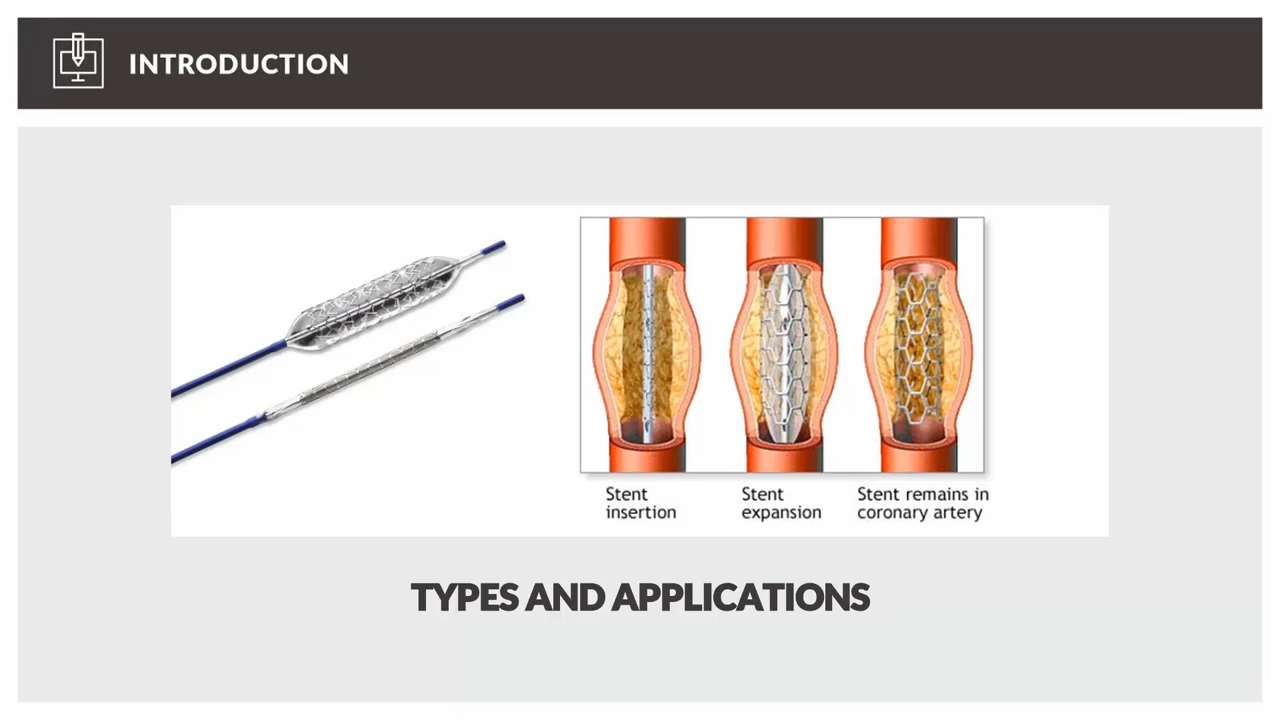 INTRODUCTION
Stent
insertion
Stent
expansion
Stent remains in
coronary artery
TYPES AND APPLICATIONS